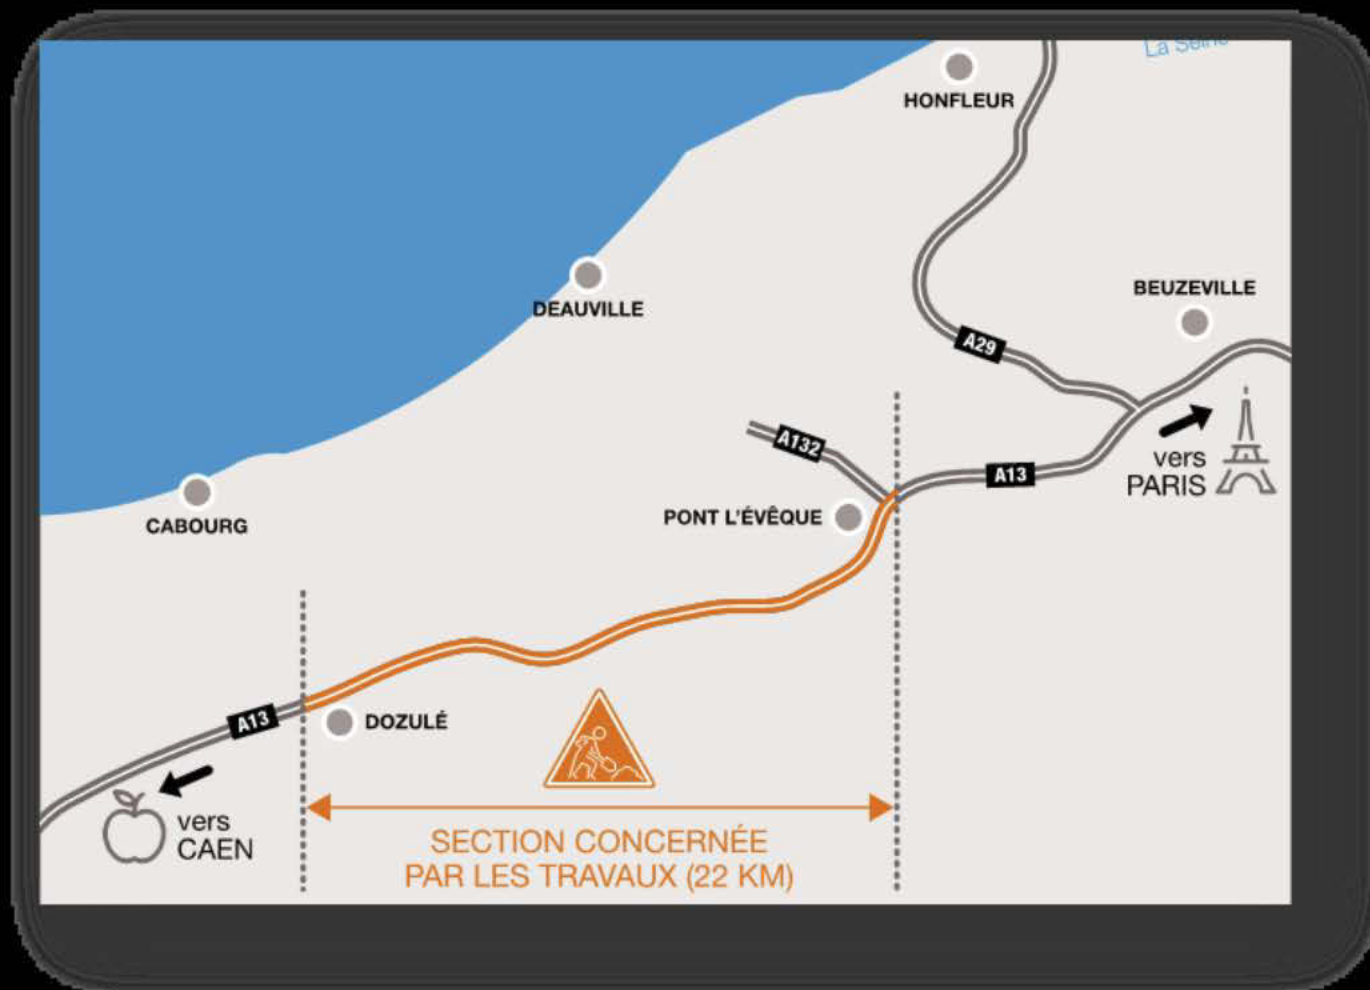 La Seine
HONFLEUR
BEUZEVILLE
DEAUVILLE
A29
A132
A13
vers
PARIS
PONT L'ÉVÊQUE
CABOURG
A13
DOZULÉ
vers
CAEN
SECTION CONCERNÉE
PAR LES TRAVAUX (22 KM)